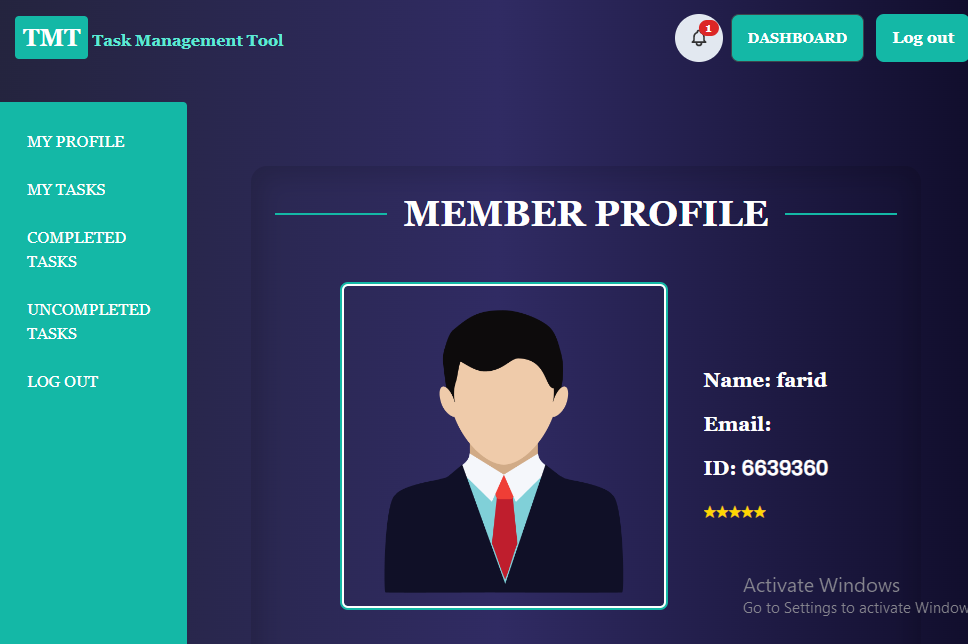 TMT Task Management Tool
1
DASHBOARD
Log out
MY PROFILE
MY TASKS
COMPLETED
TASKS
UNCOMPLETED
TASKS
LOG OUT
MEMBER PROFILE
Name: farid
Email:
ID: 6639360
Activate Windows
Go to Settings to activate Window